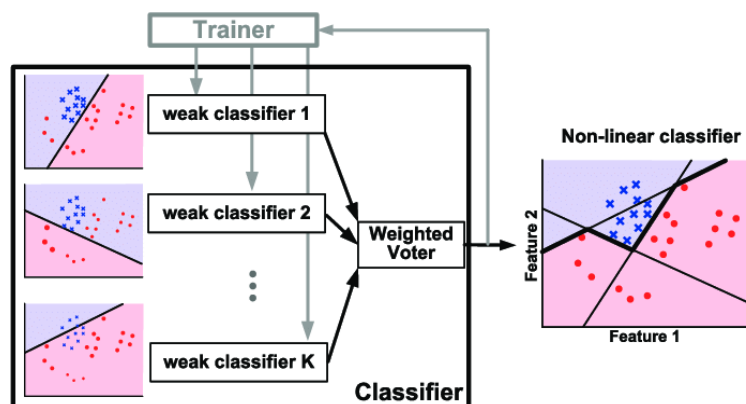 Trainer
weak classifier 1
weak classifier 2
weak classifier K
Weighted
Voter
Classifier
Non-linear classifier
Feature 2
Feature 1